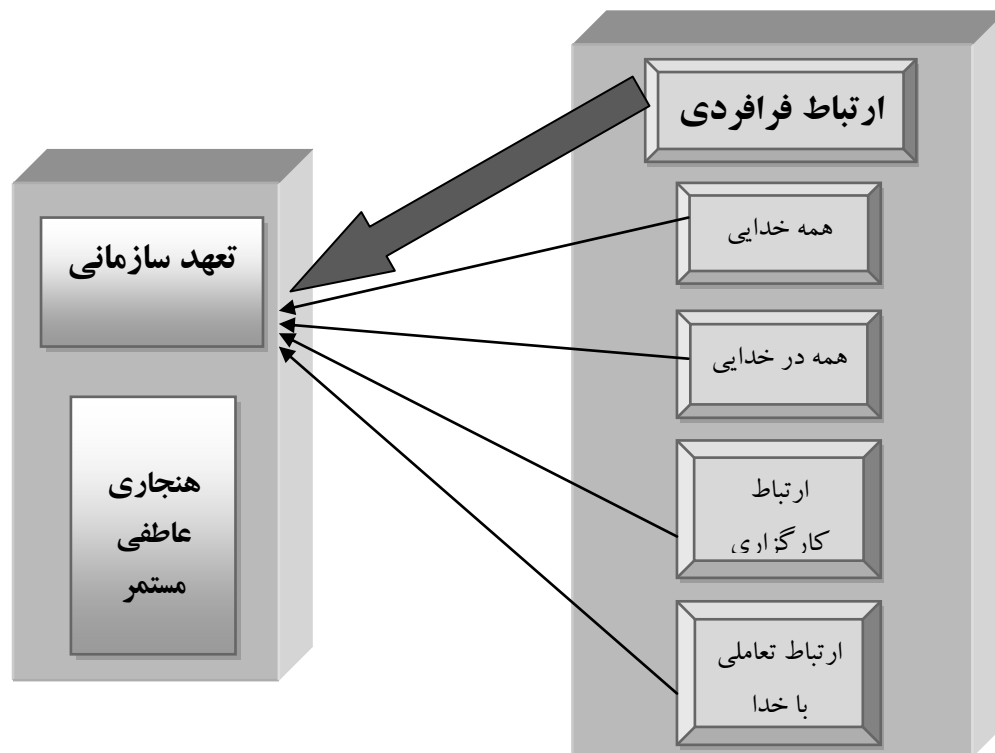 ارتباط فرافردی
همه خدایی
همه در خدایی
ارتباط
کارگزاری
ارتباط تعاملی
با خدا
تعهد سازمانی
هنجاری
عاطفی
مستمر